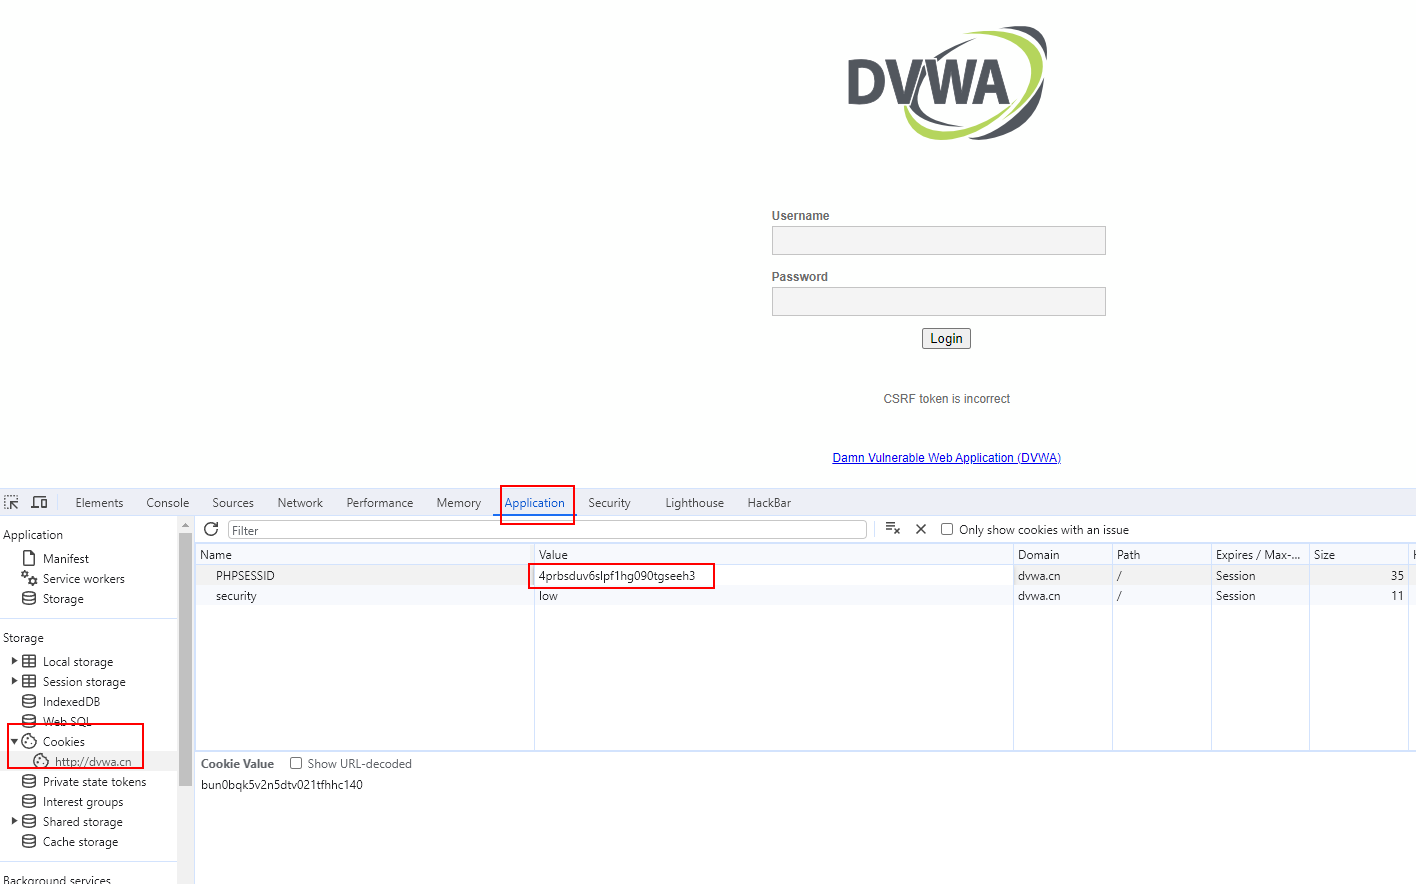 DVWA
Username
Password
Login
CSRF token is incorrect
Damn Vulnerable Web Application (DVWA)
Elements Console Sources Network Performance Memory Application Security Lighthouse HackBar
Application
Manifest
Service workers
Storage
Storage
Local storage
Session storage
IndexedDB
Web SQL
Cookies
http://dvwa.cn
Private state tokens
Interest groups
Shared storage
Cache storage
Background services
Filter Only show cookies with an issue
Name Value Domain Path Expires / Max-... Size H
PHPSESSID 4prbsduv6slpf1hg090tgseeh3 dvwa.cn / Session 35
security low dvwa.cn / Session 11
Cookie Value Show URL-decoded
bun0bqk5v2n5dtv021tfhhc140